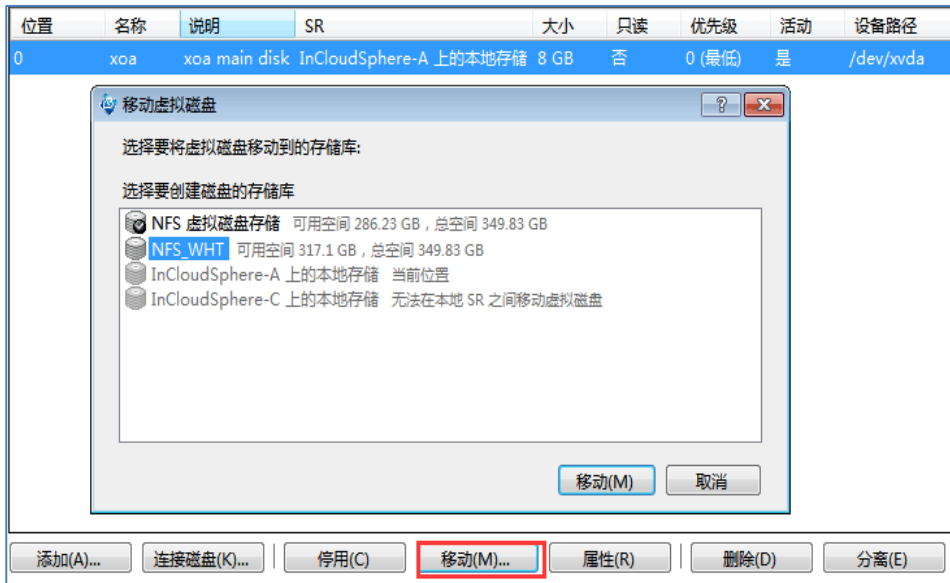 位置 名称 说明 SR 大小 只读 优先级 活动 设备路径
0 xoa xoa main disk InCloudSphere-A 上的本地存储 8 GB 否 0 (最低) 是 /dev/xvda
移动虚拟磁盘
选择要将虚拟磁盘移动到的存储库:
选择要创建磁盘的存储库
NFS 虚拟磁盘存储 可用空间 286.23 GB，总空间 349.83 GB
NFS_WHT 可用空间 317.1 GB，总空间 349.83 GB
InCloudSphere-A 上的本地存储 当前位置
InCloudSphere-C 上的本地存储 无法在本地 SR 之间移动虚拟磁盘
移动(M) 取消
添加(A)... 连接磁盘(K)... 停用(C) 移动(M)... 属性(R) 删除(D) 分离(E)